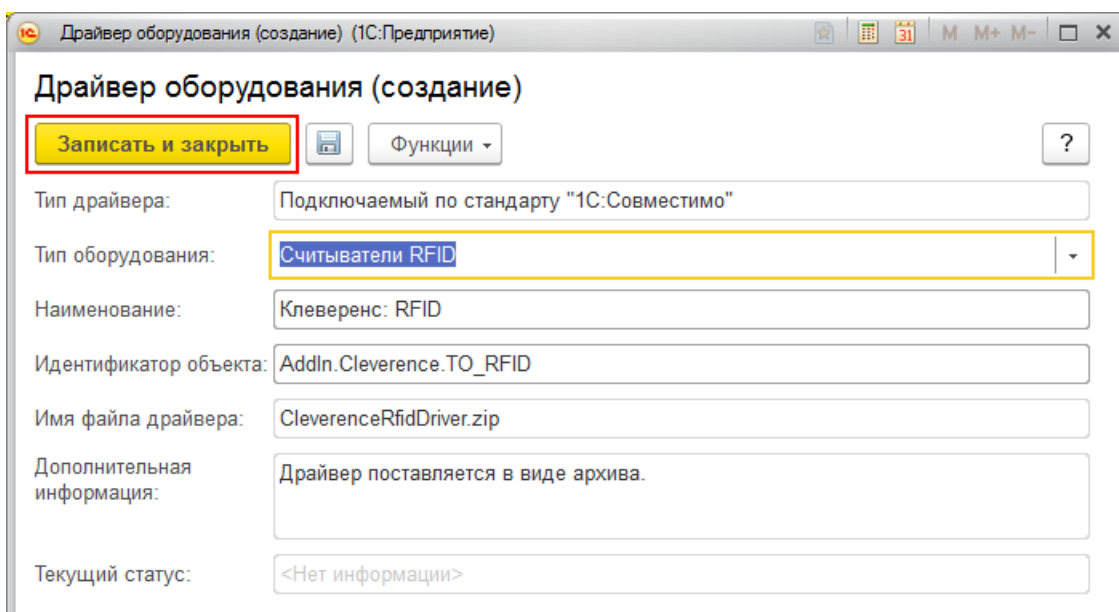 1С Драйвер оборудования (создание) (1С:Предприятие) 31 M M+ M-
Драйвер оборудования (создание)
Записать и закрыть Функции ?
Тип драйвера: Подключаемый по стандарту "1С:Совместимо"
Тип оборудования: Считыватели RFID
Наименование: Клеверенс: RFID
Идентификатор объекта: AddIn.Cleverence.TO_RFID
Имя файла драйвера: CleverenceRfidDriver.zip
Дополнительная
информация:
Драйвер поставляется в виде архива.
Текущий статус: <Нет информации>